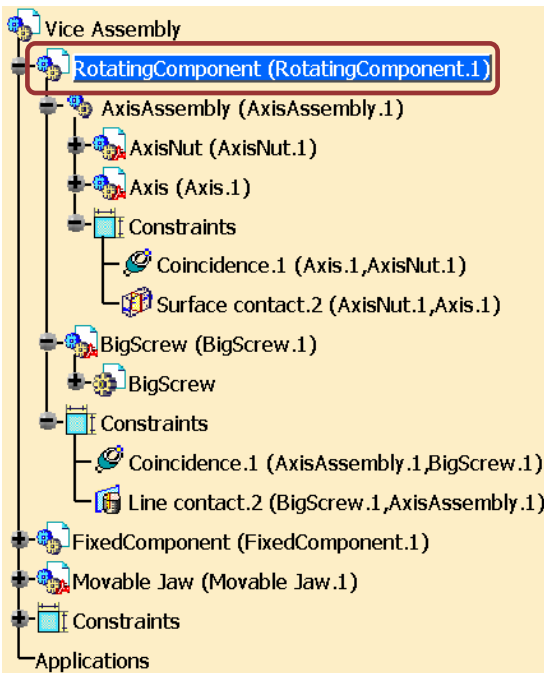 Vice Assembly
RotatingComponent (RotatingComponent.1)
AxisAssembly (AxisAssembly.1)
AxisNut (AxisNut.1)
Axis (Axis.1)
Constraints
Coincidence.1 (Axis.1,AxisNut.1)
Surface contact.2 (AxisNut.1,Axis.1)
BigScrew (BigScrew.1)
BigScrew
Constraints
Coincidence.1 (AxisAssembly.1,BigScrew.1)
Line contact.2 (BigScrew.1,AxisAssembly.1)
FixedComponent (FixedComponent.1)
Movable Jaw (Movable Jaw.1)
Constraints
Applications